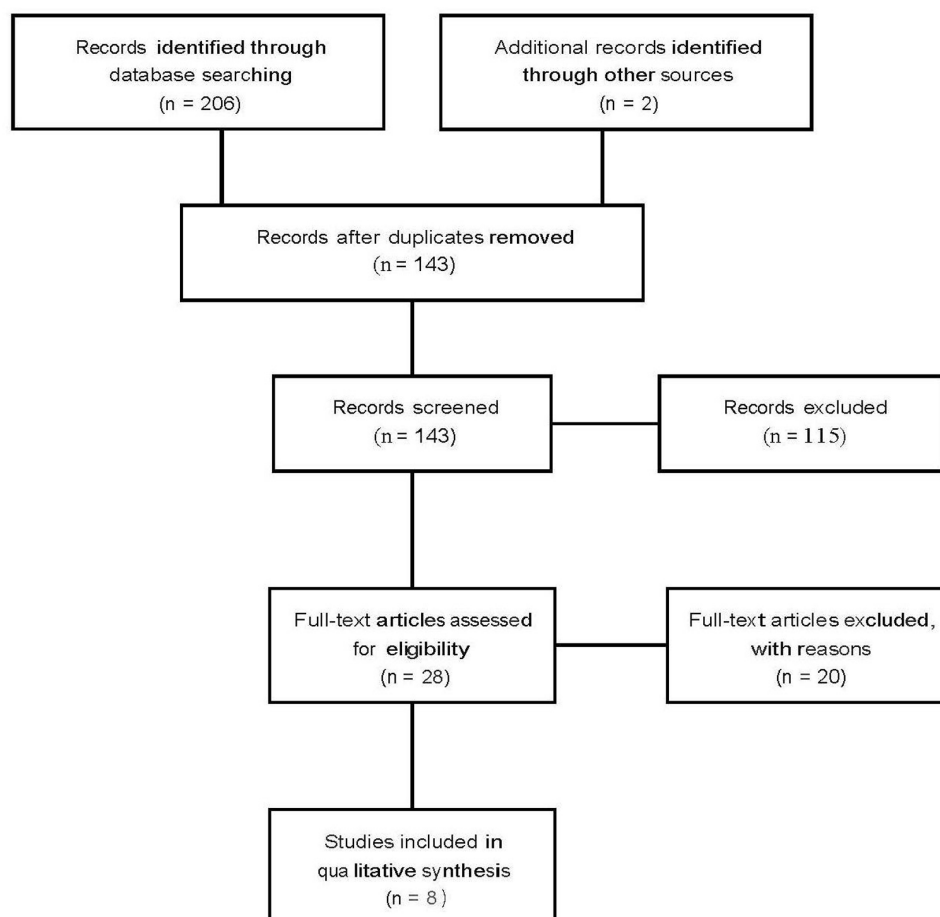 Records identified through
database searching
(n = 206)
Additional records identified
through other sources
(n = 2)
Records after duplicates removed
(n = 143)
Records screened
(n = 143)
Records excluded
(n = 115)
Full-text articles assessed
for eligibility
(n = 28)
Full-text articles excluded,
with reasons
(n = 20)
Studies included in
qualitative synthesis
(n = 8)